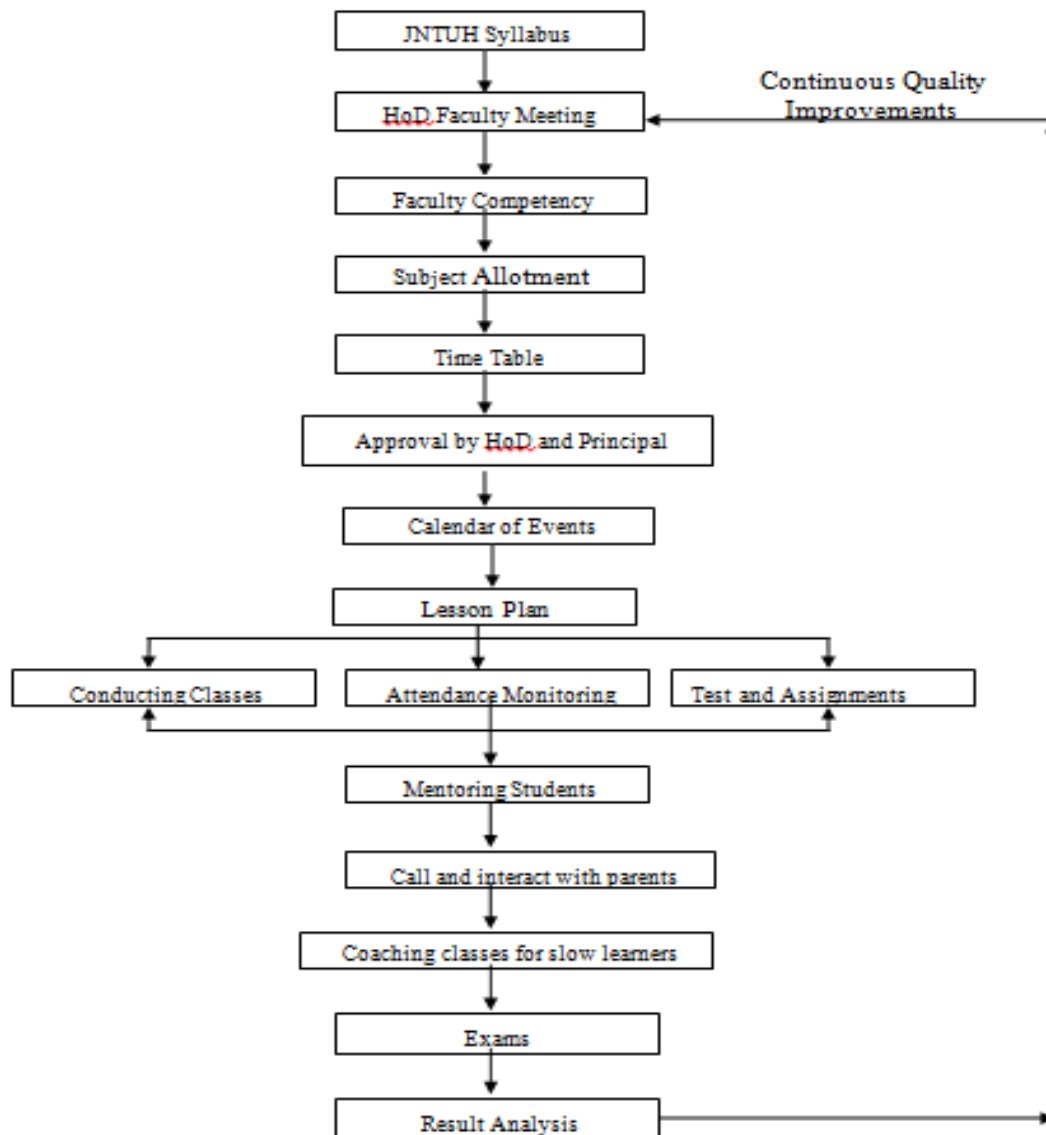 JNTUH Syllabus
Continuous Quality
Improvements
HoD Faculty Meeting
Faculty Competency
Subject Allotment
Time Table
Approval by HoD and Principal
Calendar of Events
Lesson Plan
Conducting Classes
Attendance Monitoring
Test and Assignments
Mentoring Students
Call and interact with parents
Coaching classes for slow learners
Exams
Result Analysis